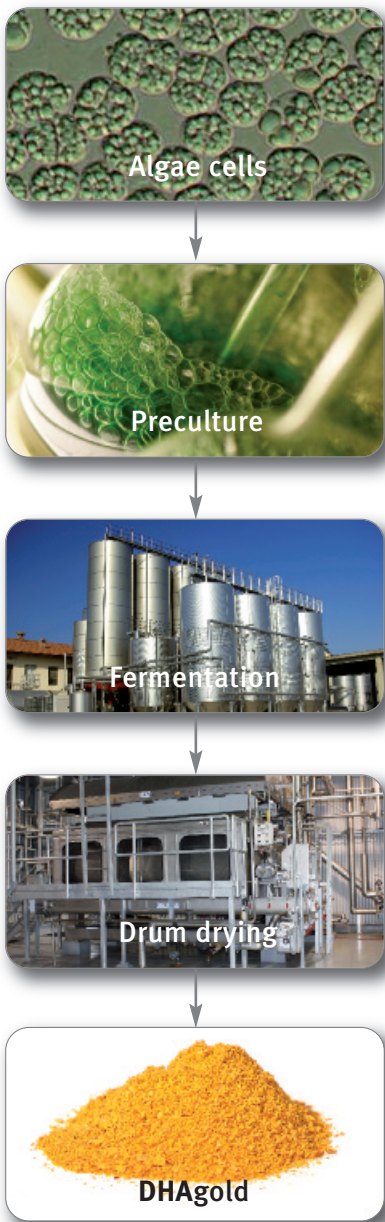 Algae cells
Preculture
Fermentation
Drum drying
DHAgold